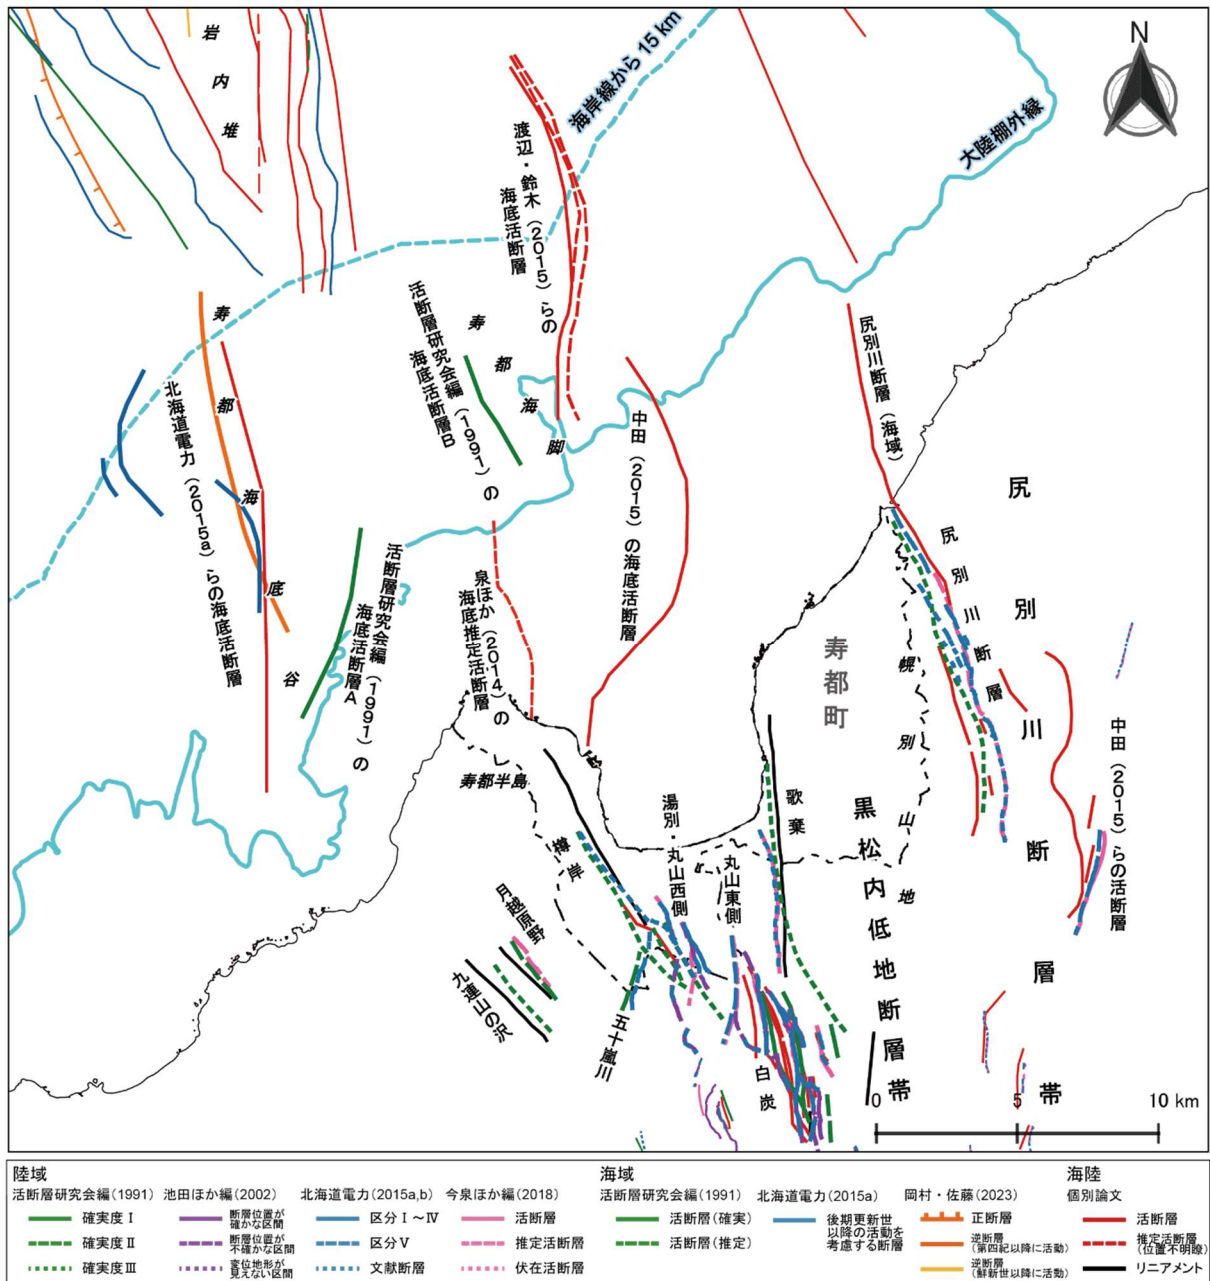 岩内堆
海岸線から 15 km
N
大陸棚外縁
渡辺・鈴木（2015）らの
海底活断層
活断層研究会編（1991）の
海底活断層B
寿都海脚
寿都海底谷
北海道電力（2015a）らの海底活断層
活断層研究会編（1991）の
海底活断層A
泉ほか（2014）の
海底推定活断層
中田（2015）の海底活断層
尻別川断層（海域）
尻別川断層
尻別川断層帯
中田（2015）らの活断層
寿都町
幌別山地
黒松内低地断層帯
寿都半島
樽岸
湯別・丸山西側
丸山東側
歌棄
月越原野
九連山の沢
五十嵐川
白炭
0 5 10 km
陸域
活断層研究会編（1991）
確実度Ⅰ
確実度Ⅱ
確実度Ⅲ
池田ほか編（2002）
断層位置が
確かな区間
断層位置が
不確かな区間
変位地形が
見えない区間
北海道電力（2015a,b）
区分Ⅰ～Ⅳ
区分Ⅴ
文献断層
今泉ほか編（2018）
活断層
推定活断層
伏在活断層
海域
活断層研究会編（1991）
活断層（確実）
活断層（推定）
北海道電力（2015a）
後期更新世
以降の活動を
考慮する断層
岡村・佐藤（2023）
正断層
逆断層
（第四紀以降に活動）
逆断層
（鮮新世以降に活動）
海陸
個別論文
活断層
推定活断層
（位置不明瞭）
リニアメント